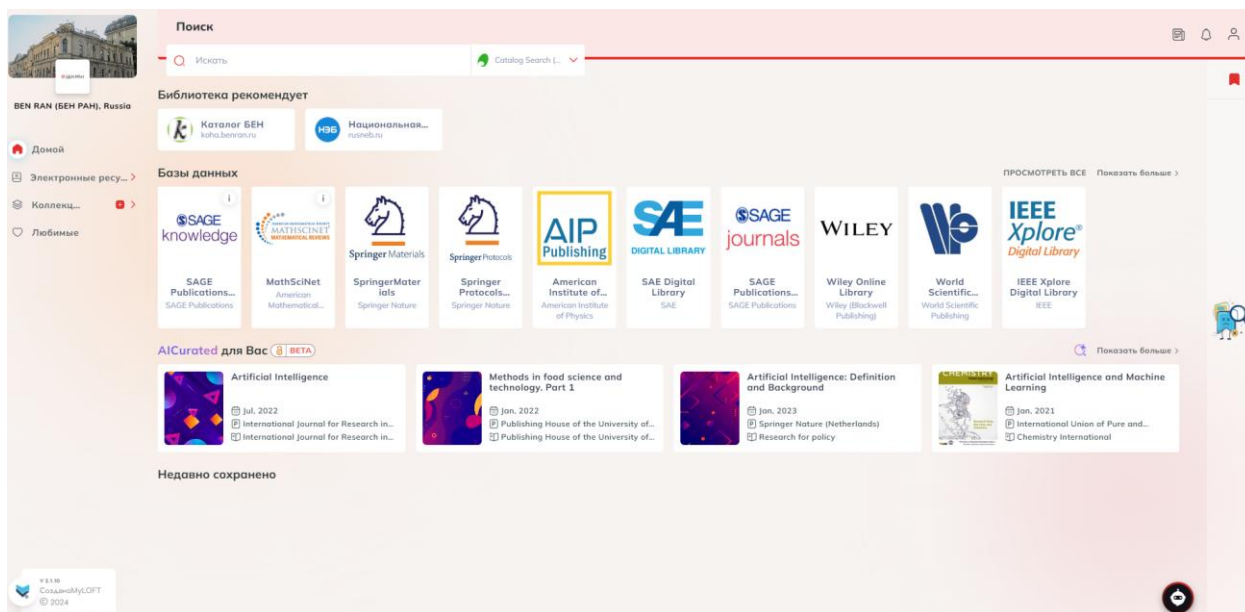 BEN RAN (БЕН РАН), Russia
Домой
Электронные ресу...
Коллекц...
Любимые
V 3.1.10
СозданоMyLOFT
© 2024
Поиск
Искать
Catalog Search (...
Библиотека рекомендует
Каталог БЕН
koha.benran.ru
НЭБ
Национальная...
rusneb.ru
Базы данных
ПРОСМОТРЕТЬ ВСЕ Показать больше
SAGE
knowledge
SAGE
Publications...
SAGE Publications
MATHSCINET
MATHEMATICAL REVIEWS
MathSciNet
American
Mathematical...
Springer Materials
SpringerMater
ials
Springer Nature
Springer Protocols
Springer
Protocols...
Springer Nature
AIP
Publishing
American
Institute of...
American Institute
of Physics
SAE
DIGITAL LIBRARY
SAE Digital
Library
SAE
SAGE
journals
SAGE
Publications...
SAGE Publications
WILEY
Wiley Online
Library
Wiley (Blackwell
Publishing)
World
Scientific...
World Scientific
Publishing
IEEE
Xplore®
Digital Library
IEEE Xplore
Digital Library
IEEE
AICurated для Вас BETA
Показать больше
Artificial Intelligence
Jul, 2022
International Journal for Research in...
International Journal for Research in...
Methods in food science and
technology. Part 1
Jan, 2022
Publishing House of the University of...
Publishing House of the University of...
Artificial Intelligence: Definition
and Background
Jan, 2023
Springer Nature (Netherlands)
Research for policy
CHEMISTRY
Artificial Intelligence and Machine
Learning
Jan, 2021
International Union of Pure and...
Chemistry International
Недавно сохранено